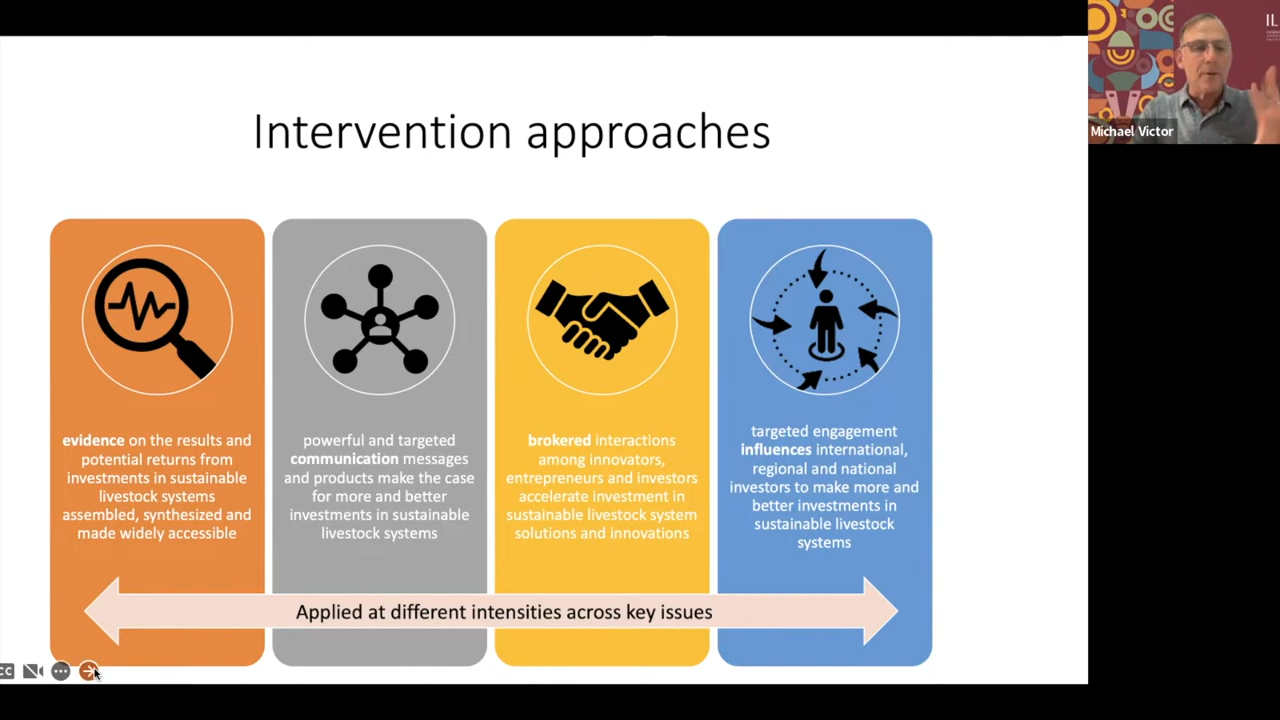 IL
Michael Victor
Intervention approaches
evidence on the results and
potential returns from
investments in sustainable
livestock systems
assembled, synthesized and
made widely accessible
powerful and targeted
communication messages
and products make the case
for more and better
investments in sustainable
livestock systems
brokered interactions
among innovators,
entrepreneurs and investors
accelerate investment in
sustainable livestock system
solutions and innovations
targeted engagement
influences international,
regional and national
investors to make more and
better investments in
sustainable livestock
systems
Applied at different intensities across key issues
CC